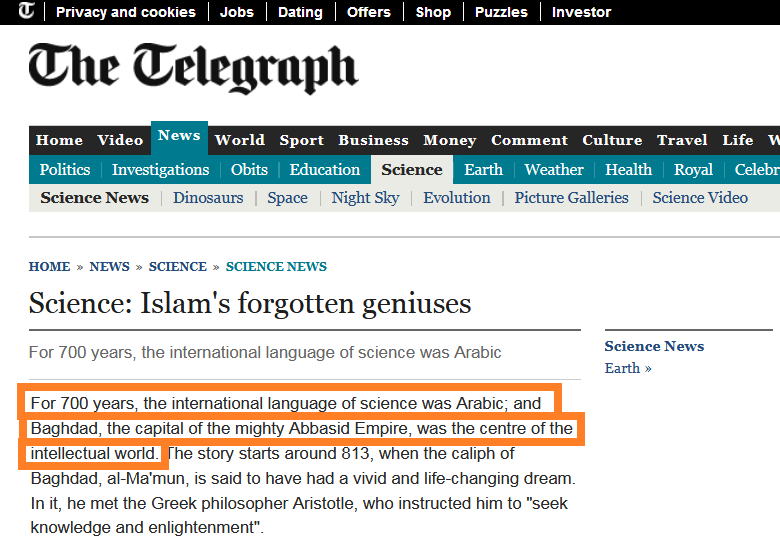 Privacy and cookies Jobs Dating Offers Shop Puzzles Investor
The Telegraph
Home Video News World Sport Business Money Comment Culture Travel Life
Politics Investigations Obits Education Science Earth Weather Health Royal Celebr
Science News Dinosaurs Space Night Sky Evolution Picture Galleries Science Video
HOME » NEWS » SCIENCE » SCIENCE NEWS
Science: Islam's forgotten geniuses
For 700 years, the international language of science was Arabic
Science News
Earth »
For 700 years, the international language of science was Arabic; and
Baghdad, the capital of the mighty Abbasid Empire, was the centre of the
intellectual world. The story starts around 813, when the caliph of
Baghdad, al-Ma'mun, is said to have had a vivid and life-changing dream.
In it, he met the Greek philosopher Aristotle, who instructed him to "seek
knowledge and enlightenment".